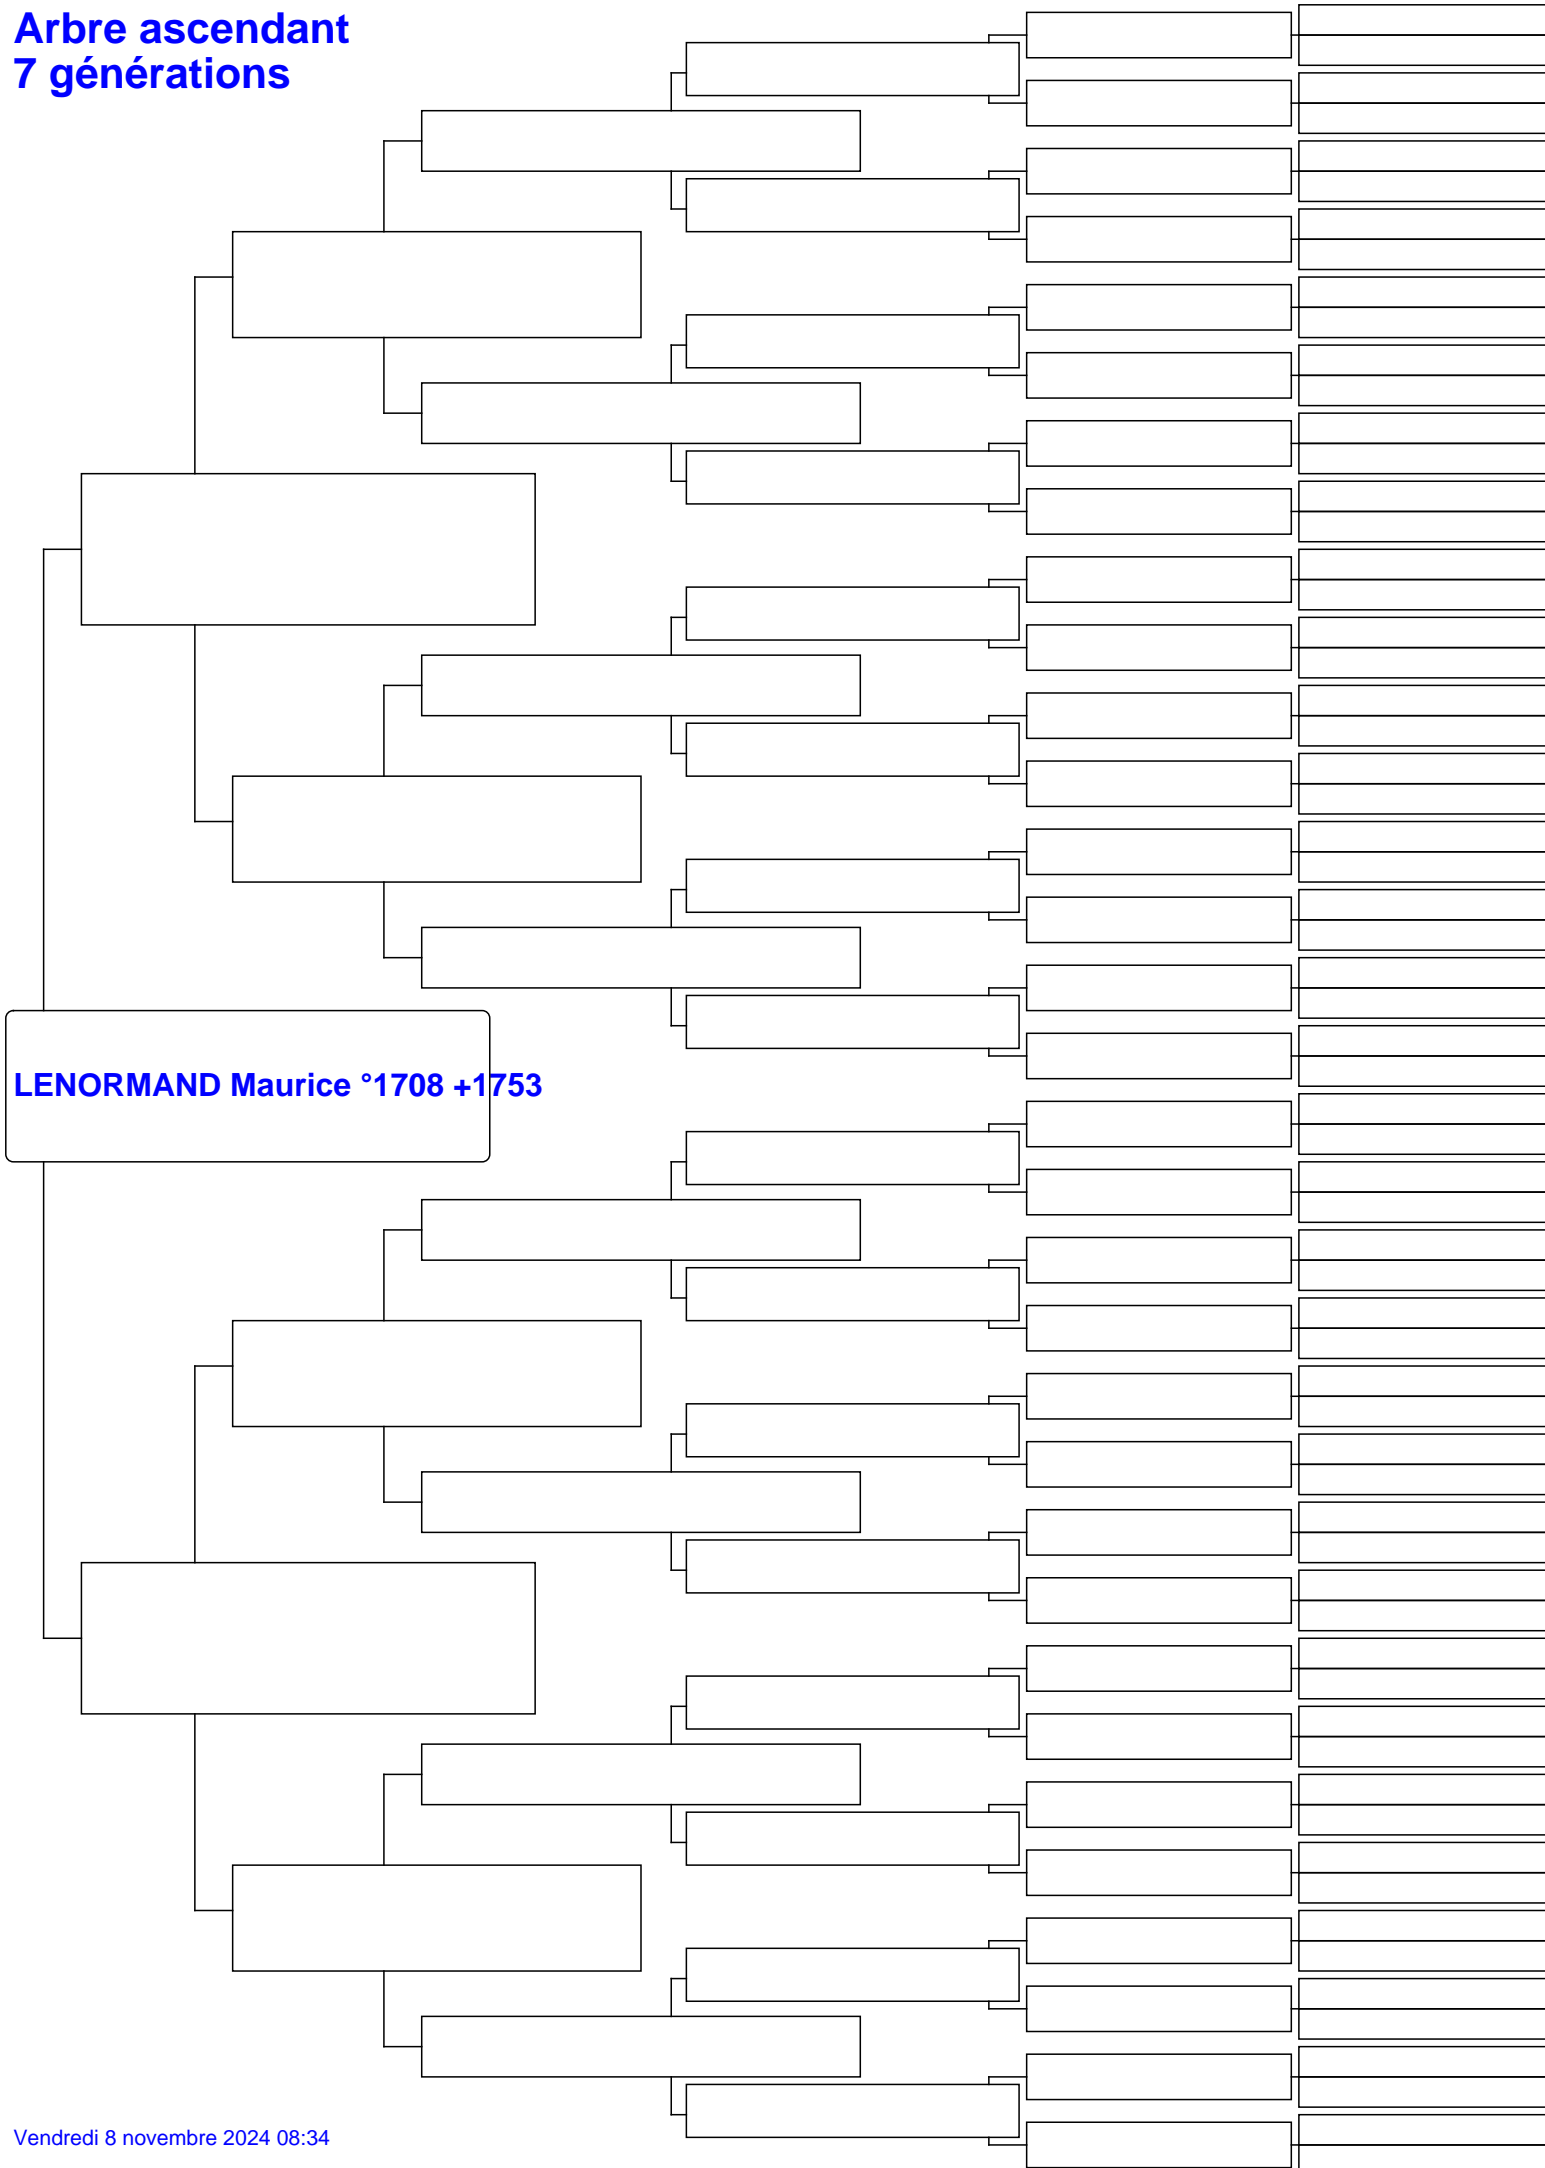 Arbre ascendant
7 générations
LENORMAND Maurice °1708 +1753
Vendredi 8 novembre 2024 08:34